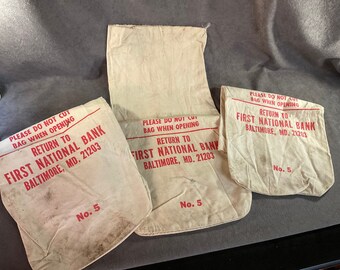 PLEASE DO NOT CUT
BAG WHEN OPENING
RETURN TO
FIRST NATIONAL BANK
BALTIMORE, MD. 21203
No. 5
PLEASE DO NOT CUT
BAG WHEN OPENING
RETURN TO
FIRST NATIONAL BANK
BALTIMORE, MD. 21203
No. 5
PLEASE DO NOT CUT
BAG WHEN OPENING
RETURN TO
FIRST NATIONAL BANK
BALTIMORE, MD. 21203
No. 5